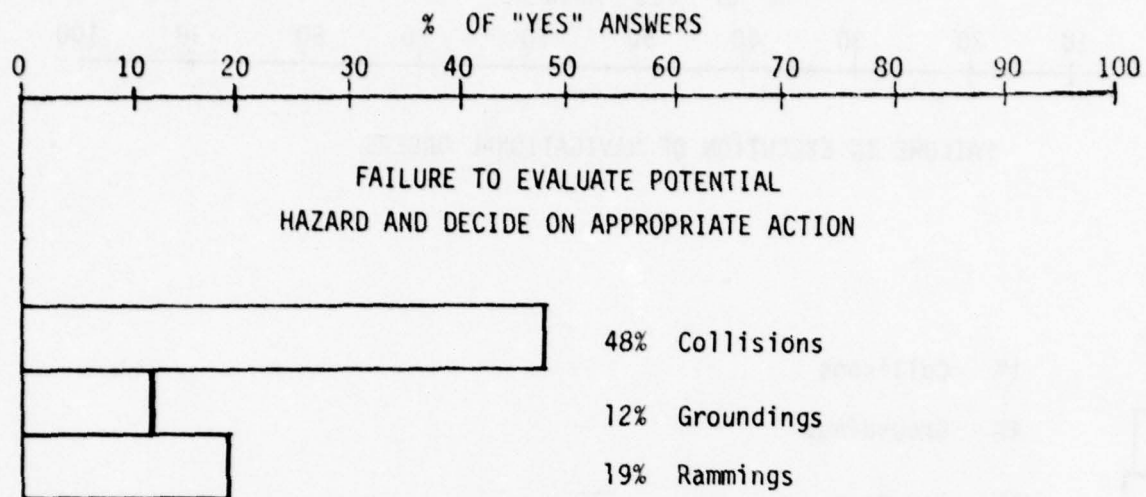 % OF "YES" ANSWERS
0 10 20 30 40 50 60 70 80 90 100
FAILURE TO EVALUATE POTENTIAL
HAZARD AND DECIDE ON APPROPRIATE ACTION
48% Collisions
12% Groundings
19% Rammings